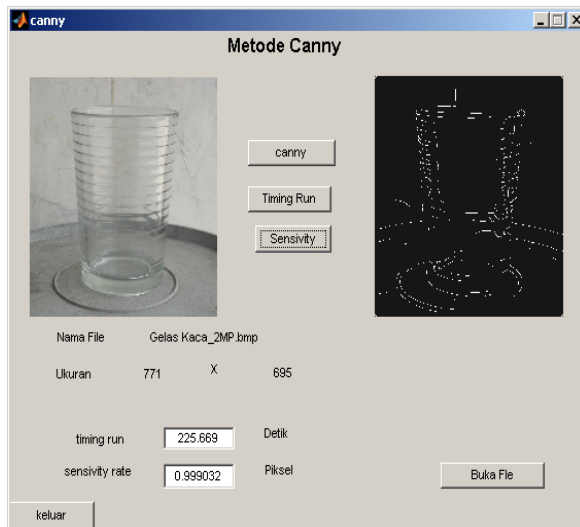 canny
Metode Canny
canny
Timing Run
Sensivity
Nama File Gelas Kaca_2MP.bmp
Ukuran 771 X 695
timing run 225.669 Detik
sensivity rate 0.999032 Piksel
Buka Fle
keluar